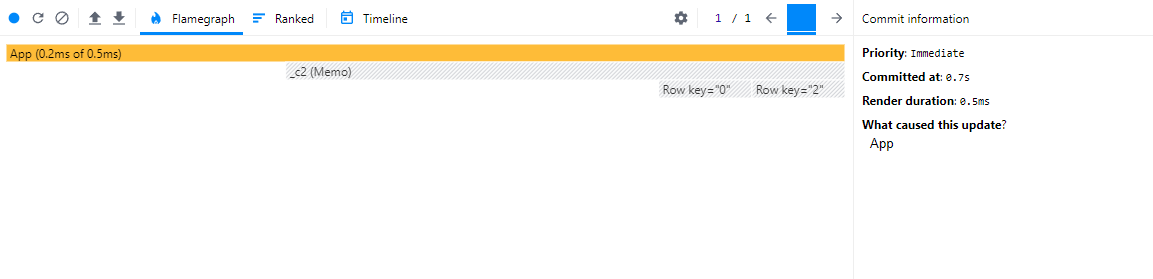 Flamegraph Ranked Timeline 1 / 1 Commit information
App (0.2ms of 0.5ms)
_c2 (Memo)
Row key="0" Row key="2"
Priority: Immediate
Committed at: 0.7s
Render duration: 0.5ms
What caused this update?
App